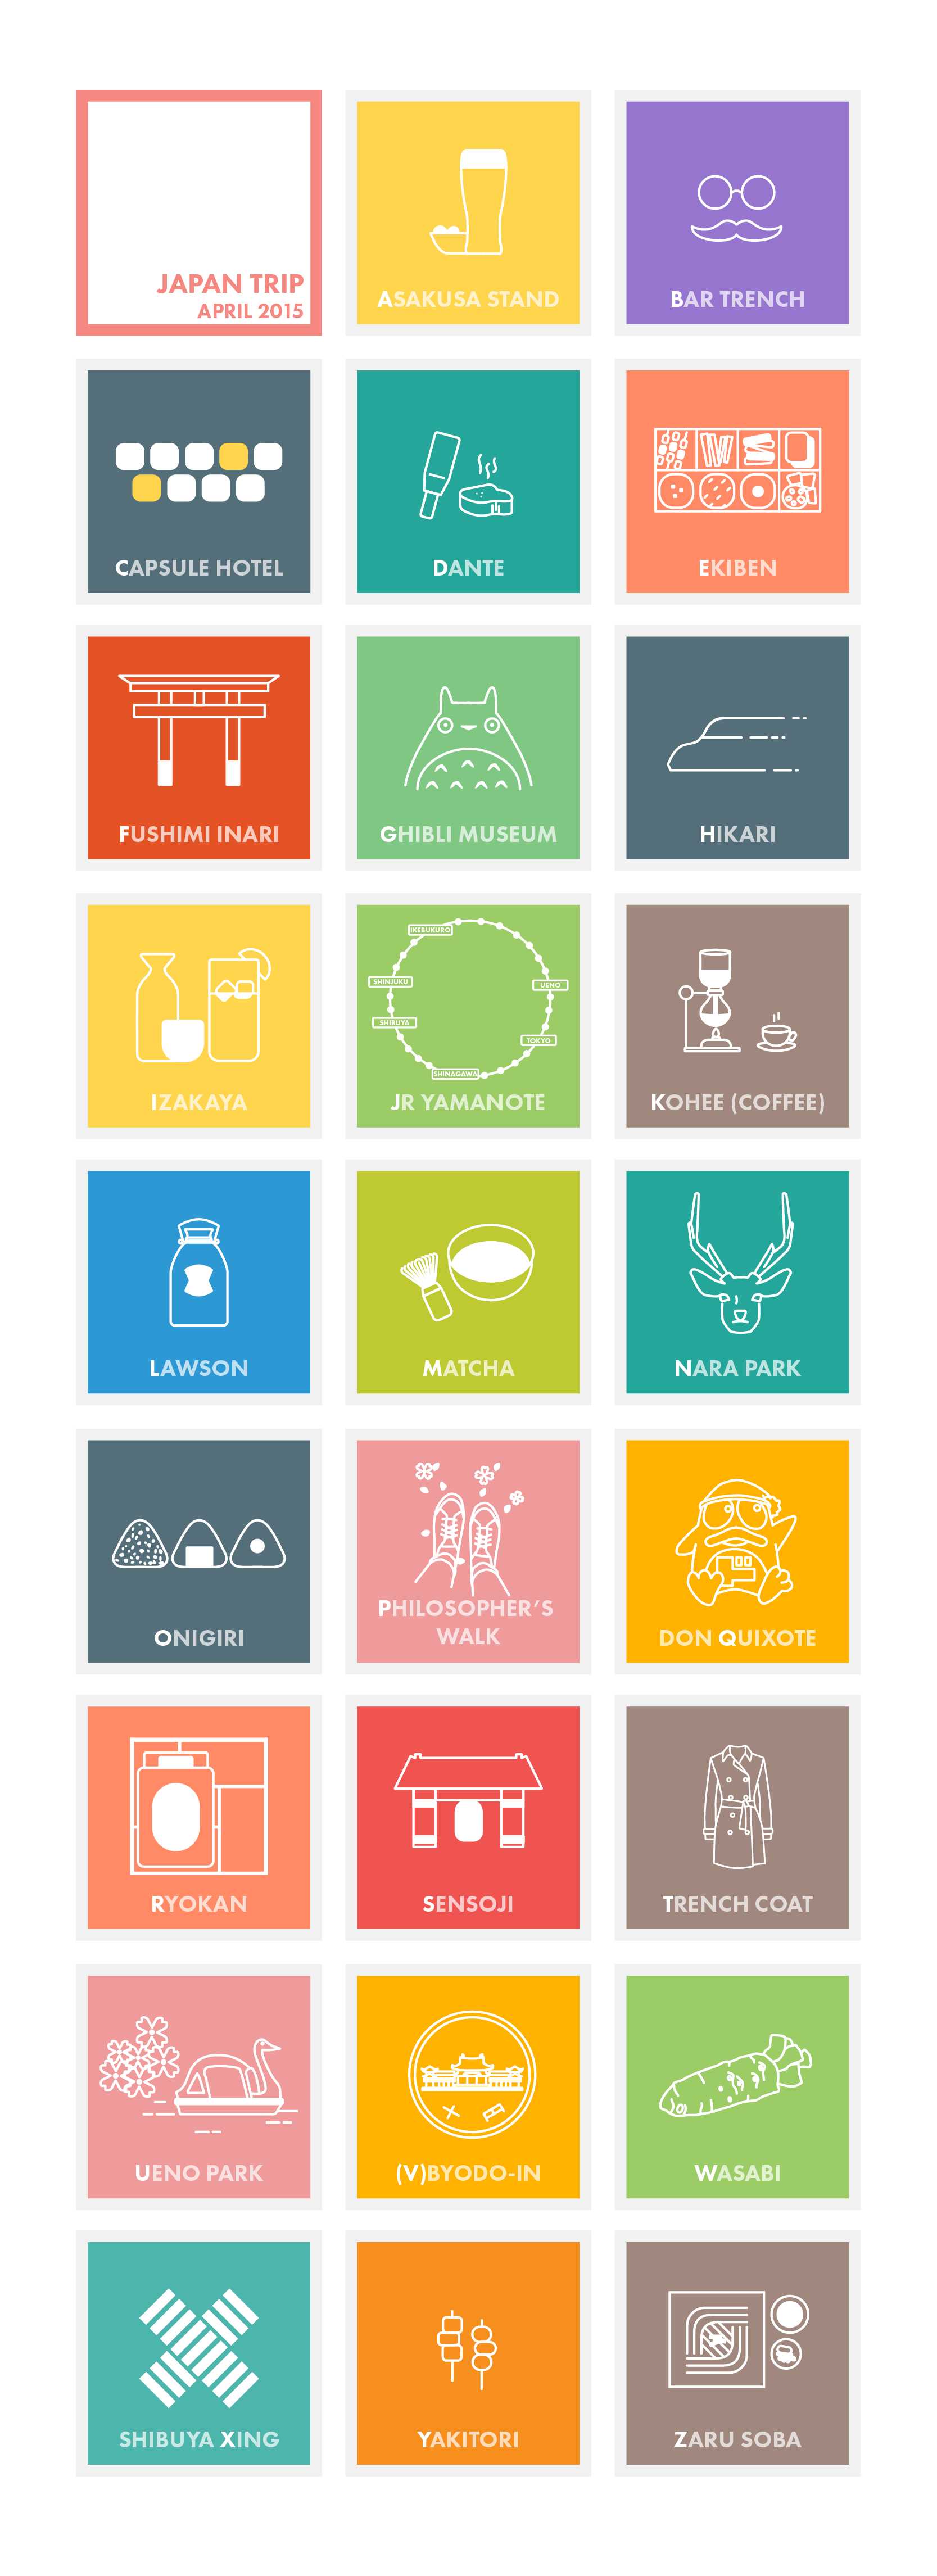 JAPAN TRIP
APRIL 2015
ASAKUSA STAND
BAR TRENCH
CAPSULE HOTEL
DANTE
EKIBEN
FUSHIMI INARI
GHIBLI MUSEUM
HIKARI
IZAKAYA
IKEBUKURO
SHINJUKU
UENO
SHIBUYA
TOKYO
SHINAGAWA
JR YAMANOTE
KOHEE (COFFEE)
LAWSON
MATCHA
NARA PARK
ONIGIRI
PHILOSOPHER'S
WALK
DON QUIXOTE
RYOKAN
SENSOJI
TRENCH COAT
UENO PARK
(V)BYODO-IN
WASABI
SHIBUYA XING
YAKITORI
ZARU SOBA